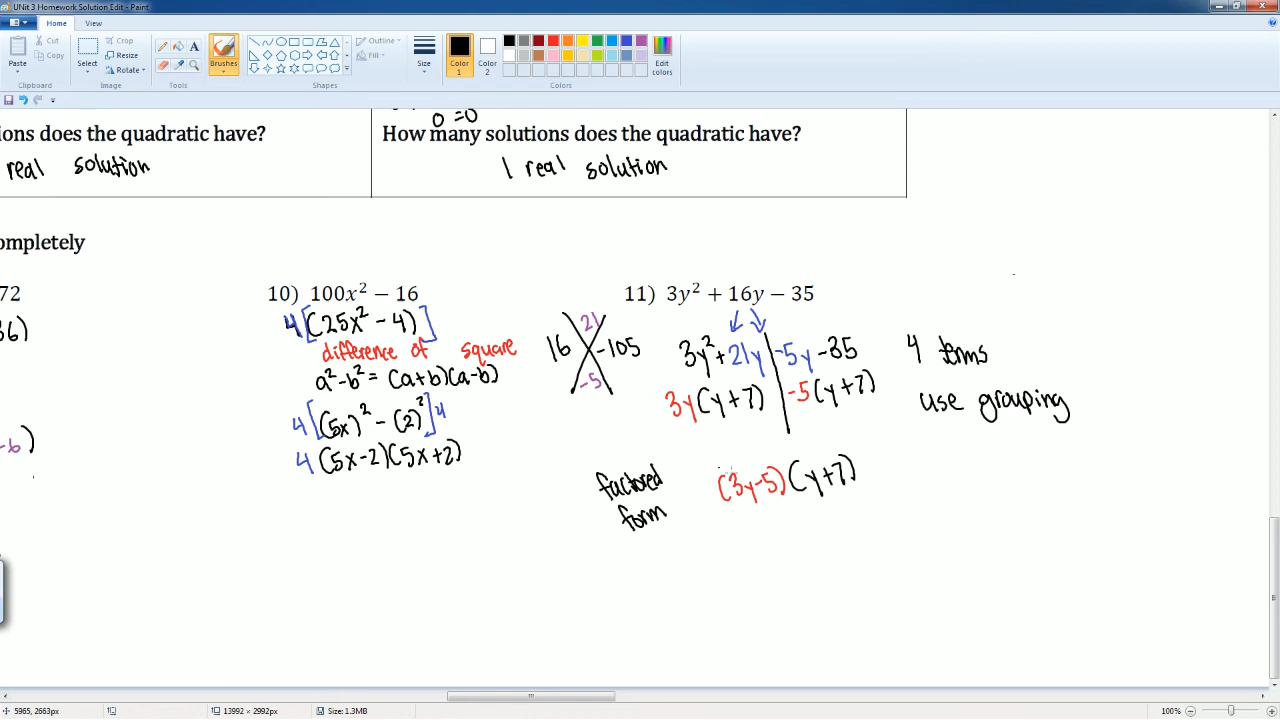 UNit 3 Homework Solution Edit - Paint
Home View
Paste
Cut
Copy
Clipboard
Select
Crop
Resize
Rotate
Image
A
Tools
Brushes
Outline
Fill
Shapes
Size
Color 1
Color 2
Edit colors
Colors
0 = 0
ions does the quadratic have?
real solution
How many solutions does the quadratic have?
1 real solution
ompletely
72
36)
-6)
10) 100x² − 16
4[(25x² - 4)]
difference of square
a² - b² = (a+b)(a-b)
4[(5x)² - (2)²]4
4 (5x-2)(5x+2)
11) 3y² + 16y − 35
21
16 -105
-5
3y² + 21y -5y -35
3y(y+7) -5(y+7)
4 terms
use grouping
factored form
(3y-5)(y+7)
5965, 2663px
13992 × 2992px
Size: 1.3MB
100%